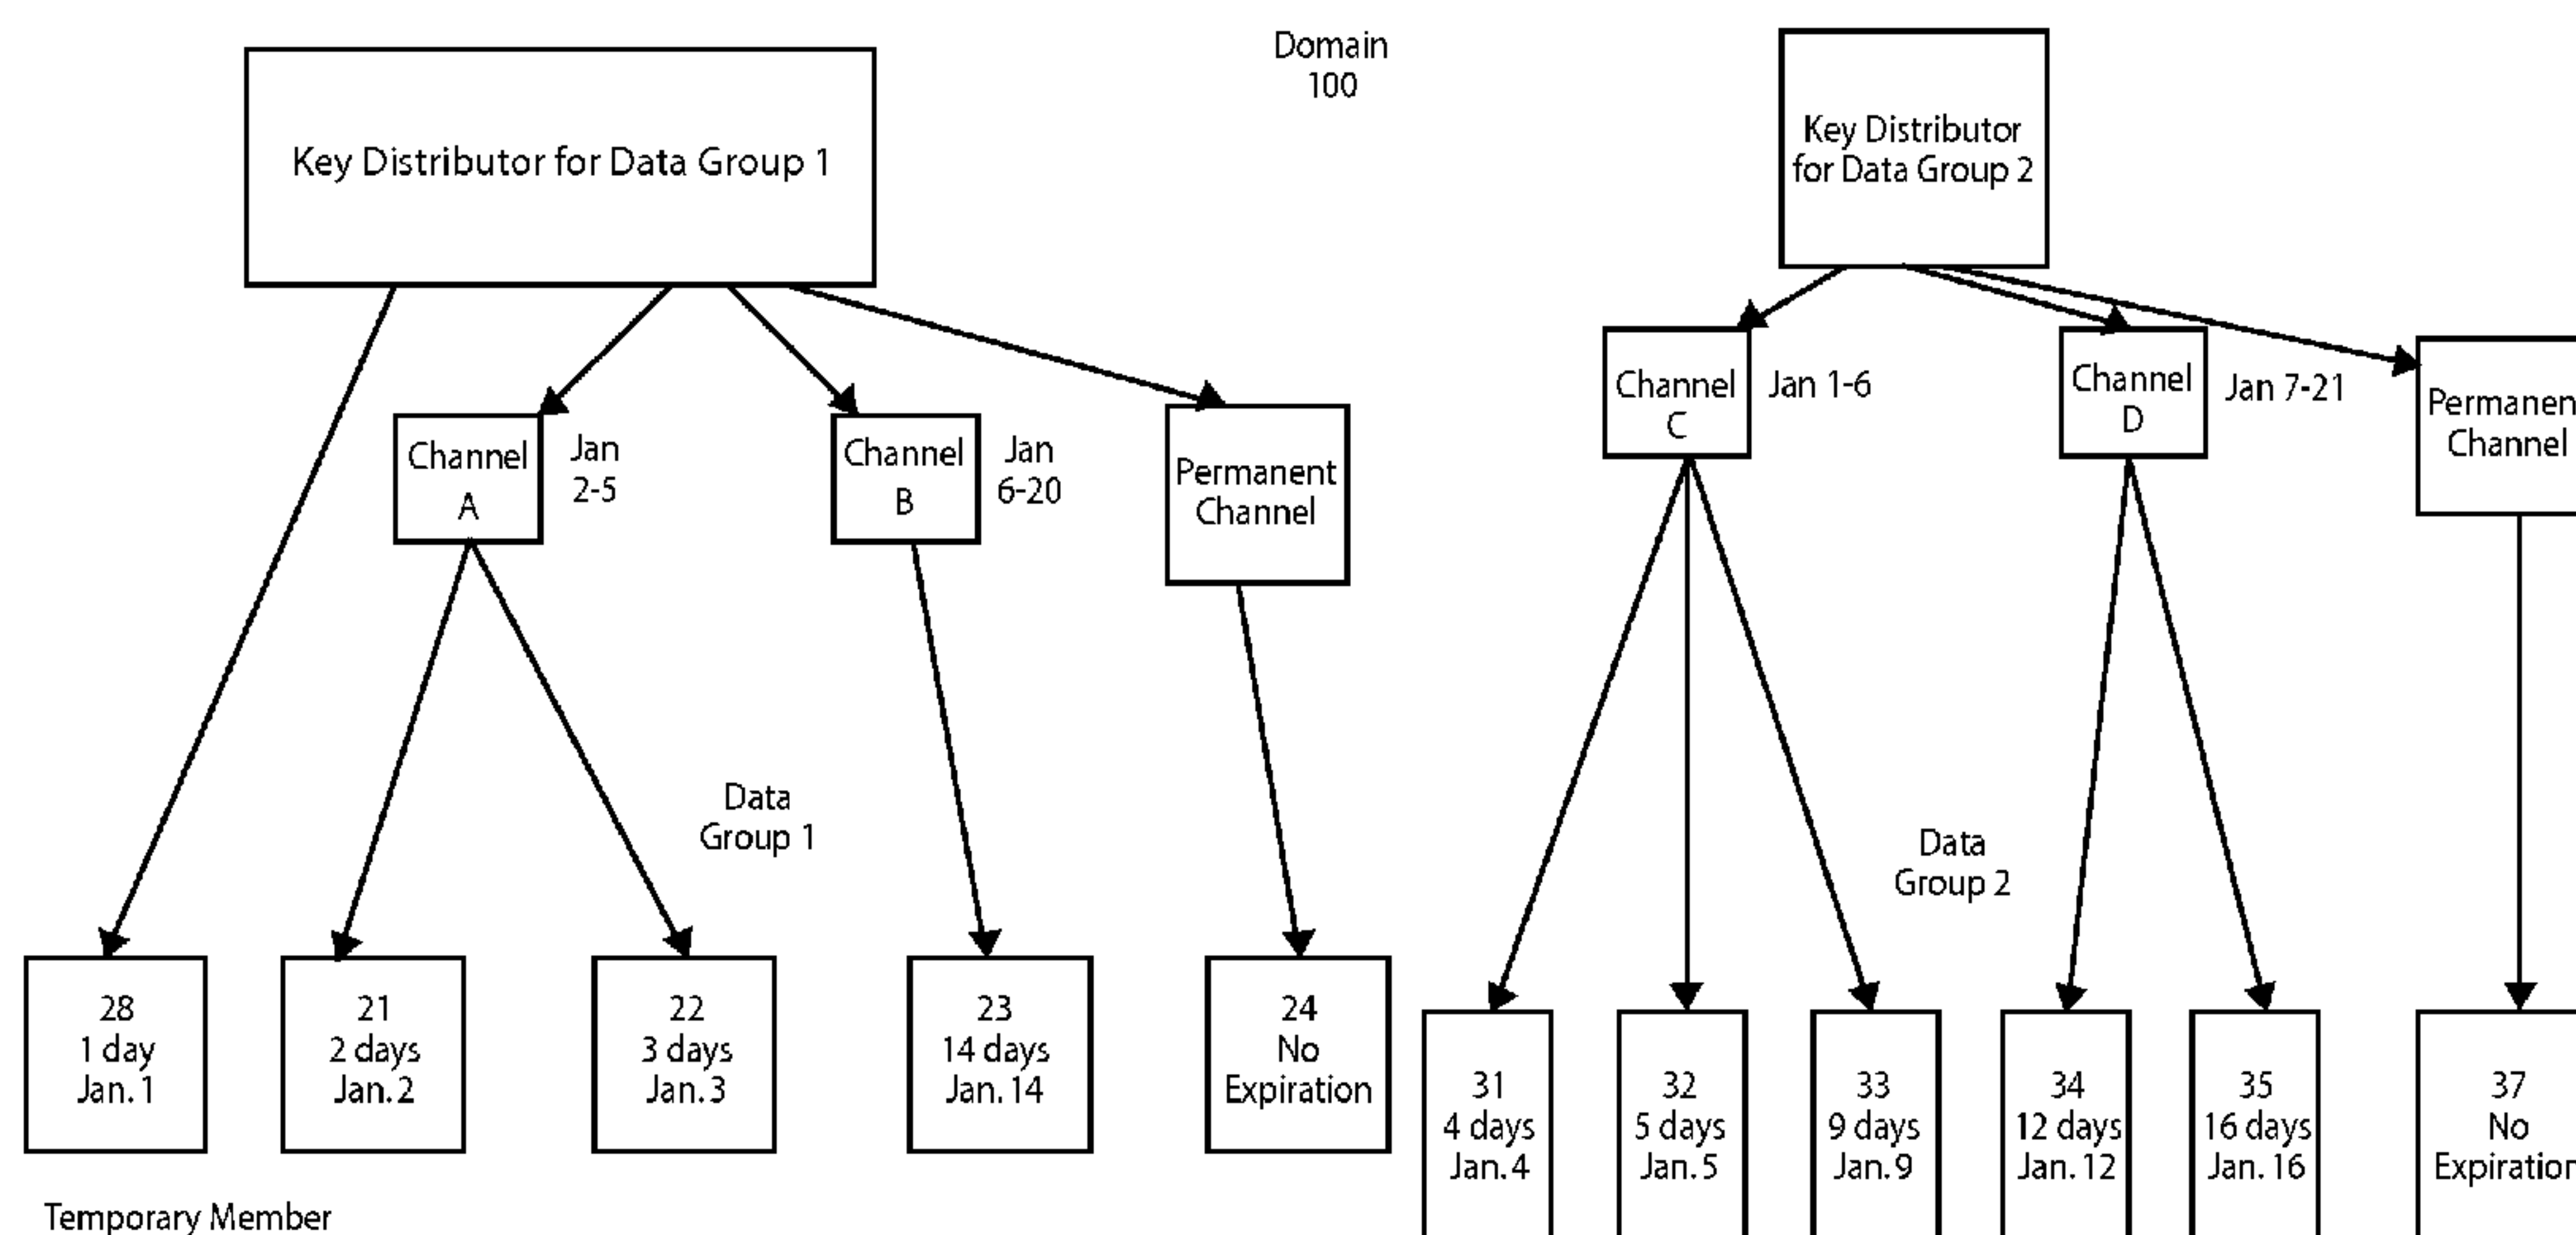 Domain
100
Key Distributor for Data Group 1
Key Distributor
for Data Group 2
Channel
A
Jan
2-5
Channel
B
Jan
6-20
Permanent
Channel
Channel
C
Jan 1-6
Channel
D
Jan 7-21
Permanen
Channel
Data
Group 1
Data
Group 2
28
1 day
Jan. 1
21
2 days
Jan. 2
22
3 days
Jan. 3
23
14 days
Jan. 14
24
No
Expiration
31
4 days
Jan. 4
32
5 days
Jan. 5
33
9 days
Jan. 9
34
12 days
Jan. 12
35
16 days
Jan. 16
37
No
Expiration
Temporary Member